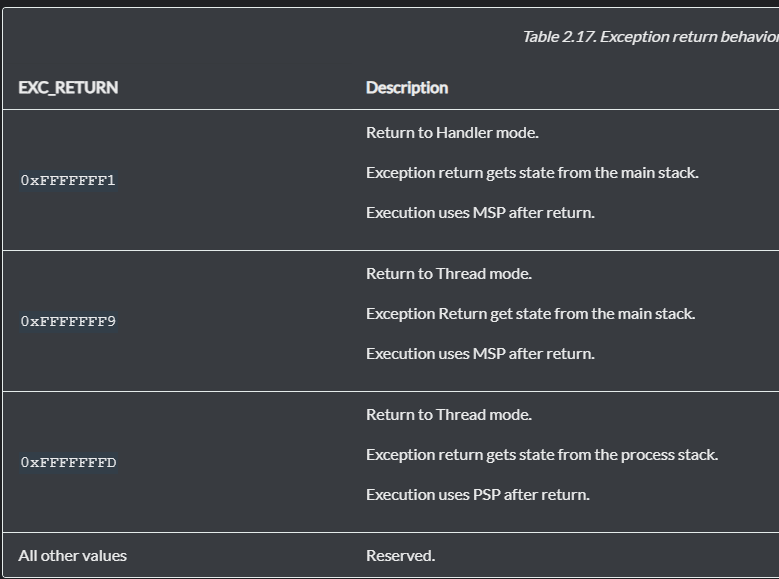 Table 2.17. Exception return behavior
EXC_RETURN Description
Return to Handler mode.
0xFFFFFFF1 Exception return gets state from the main stack.
Execution uses MSP after return.
Return to Thread mode.
0xFFFFFFF9 Exception Return get state from the main stack.
Execution uses MSP after return.
Return to Thread mode.
0xFFFFFFFD Exception return gets state from the process stack.
Execution uses PSP after return.
All other values Reserved.